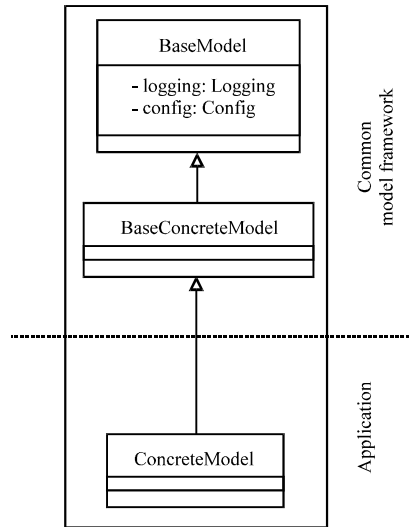 BaseModel
- logging: Logging
- config: Config
BaseConcreteModel
Common
model framework
ConcreteModel
Application